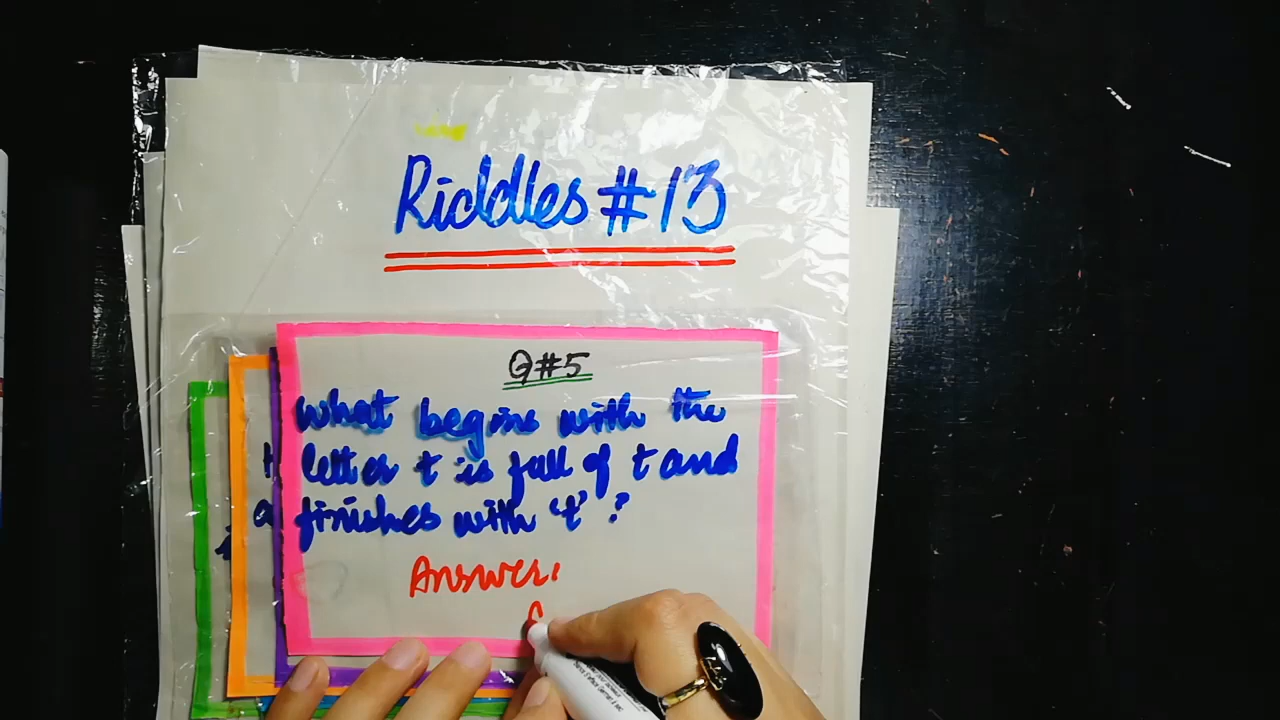 Riddles #13
Q#5
What begins with the
letter t is full of t and
finishes with 't' ?
Answer: